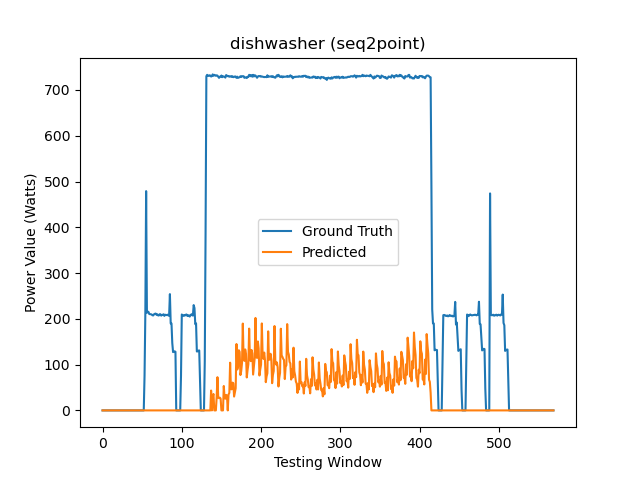 dishwasher (seq2point)
700
600
500
400
300
200
100
0
Power Value (Watts)
Ground Truth
Predicted
0 100 200 300 400 500
Testing Window